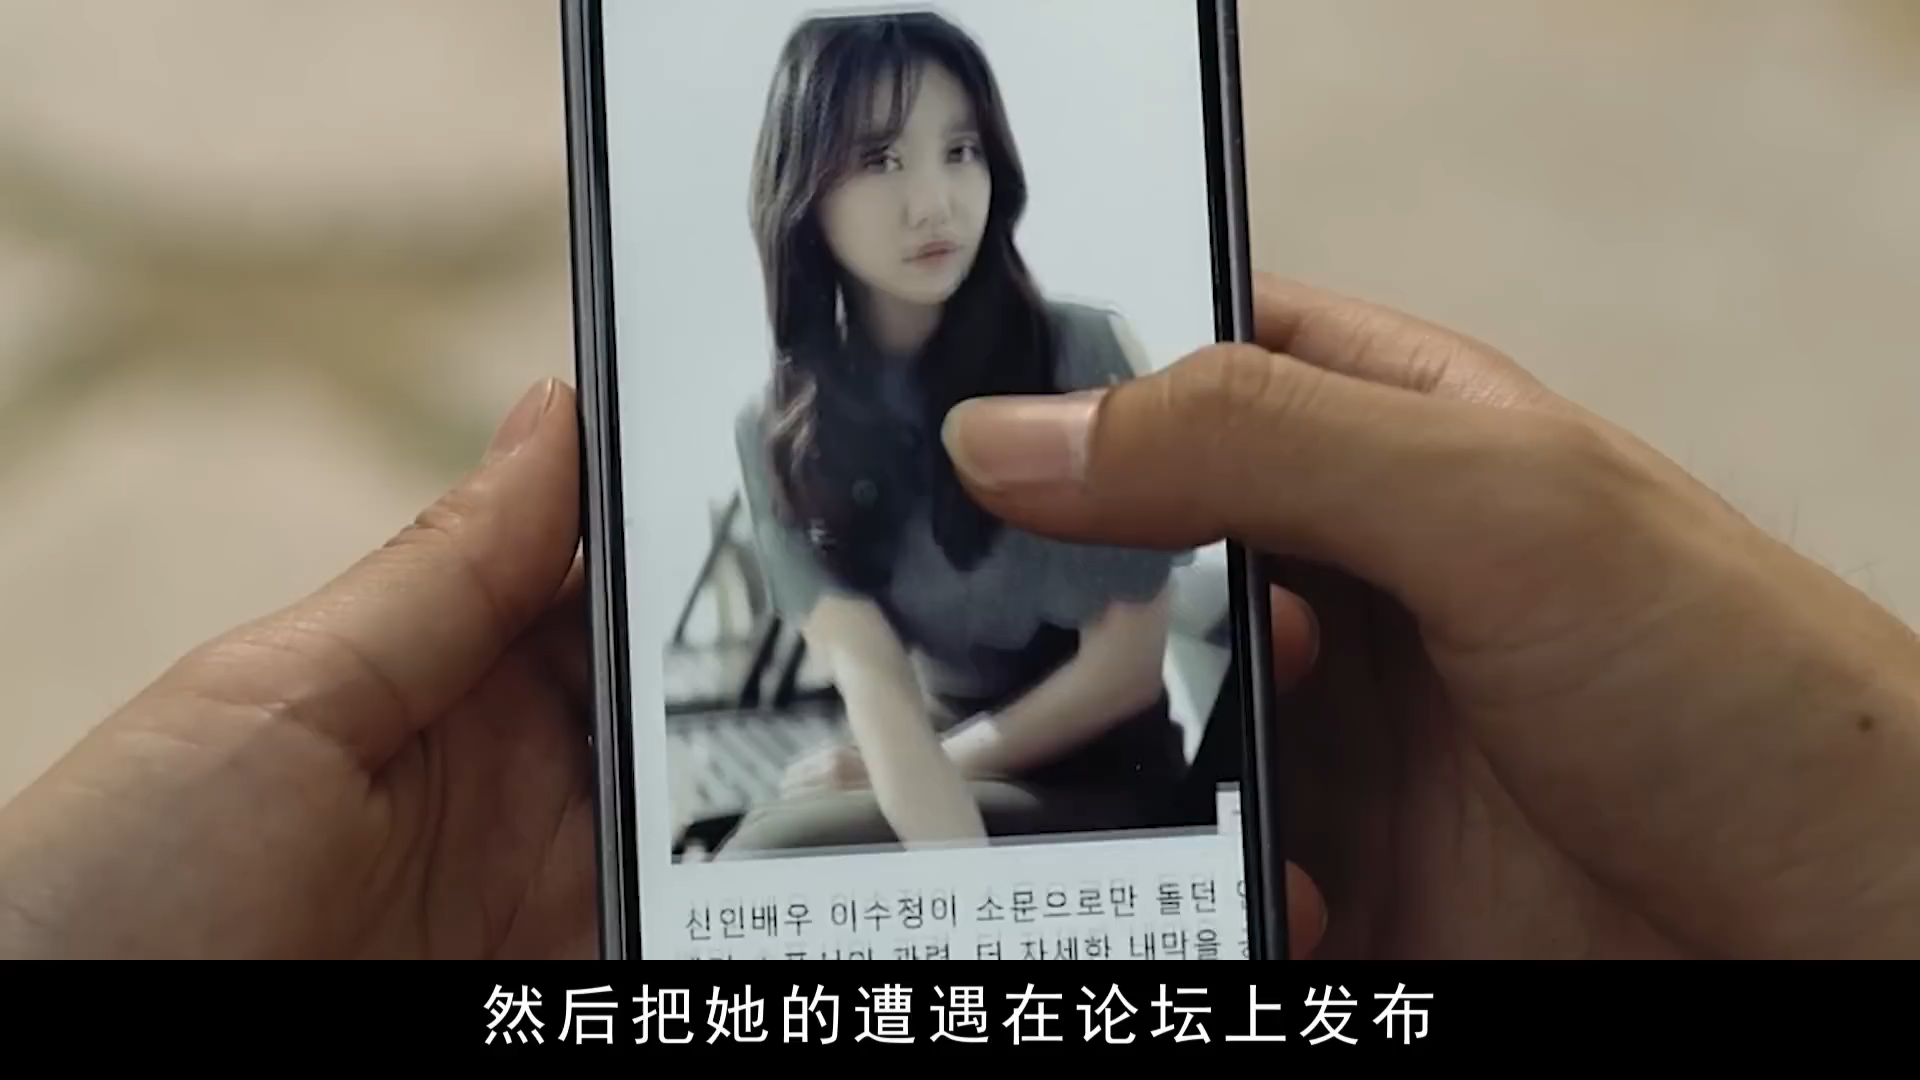 신인배우 이수정이 소문으로만 돌던
관련, 더 자세한 내막을
然后把她的遭遇在论坛上发布